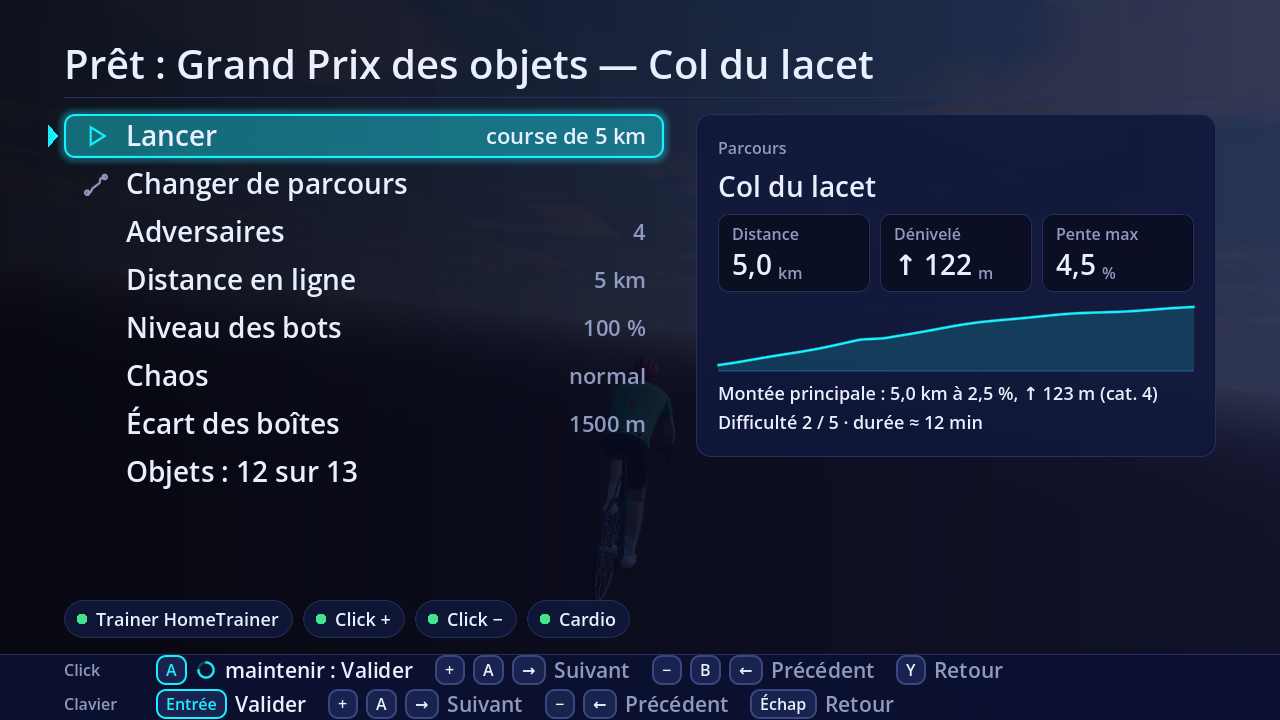 Prêt : Grand Prix des objets — Col du lacet
Lancer course de 5 km
Changer de parcours
Adversaires 4
Distance en ligne 5 km
Niveau des bots 100 %
Chaos normal
Écart des boîtes 1500 m
Objets : 12 sur 13
Parcours
Col du lacet
Distance Dénivelé Pente max
5,0 km ↑ 122 m 4,5 %
Montée principale : 5,0 km à 2,5 %, ↑ 123 m (cat. 4)
Difficulté 2 / 5 · durée ≈ 12 min
Trainer HomeTrainer Click + Click − Cardio
Click A maintenir : Valider + A → Suivant − B ← Précédent Y Retour
Clavier Entrée Valider + A → Suivant − ← Précédent Échap Retour